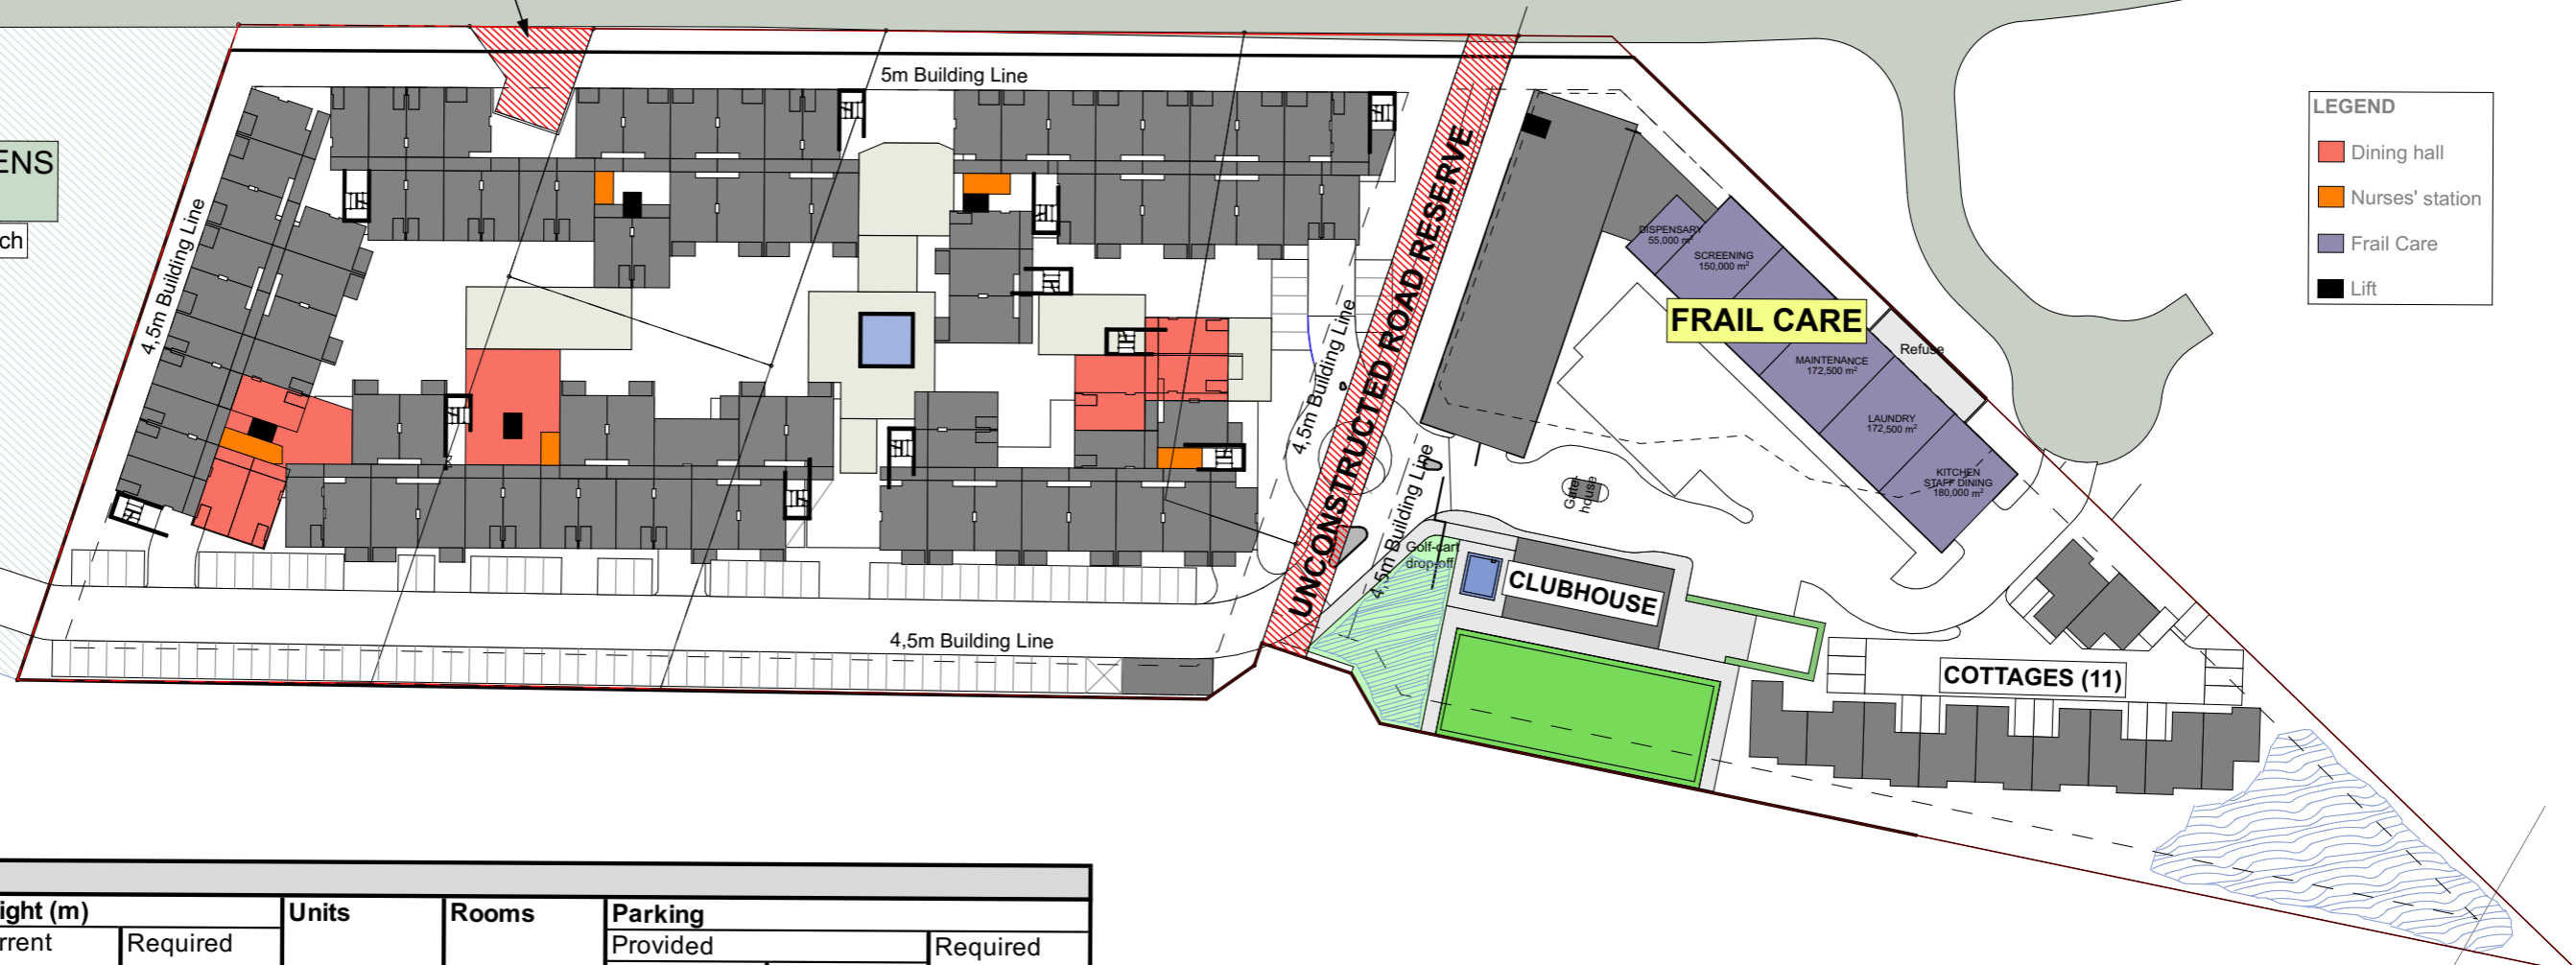 5m Building Line
ENS
ch
4,5m Building Line
UNCONSTRUCTED ROAD RESERVE
4,5m Building Line
4,5m Building Line
4,5m Building Line
DISPENSARY
55,000 m²
SCREENING
150,000 m²
FRAIL CARE
MAINTENANCE
172,500 m²
Refuse
LAUNDRY
172,500 m²
KITCHEN
STAFF DINING
180,000 m²
Gate
house
Golf-cart
drop-off
CLUBHOUSE
COTTAGES (11)
LEGEND
Dining hall
Nurses' station
Frail Care
Lift
ight (m)
Units
Rooms
Parking
rrent
Required
Provided
Required